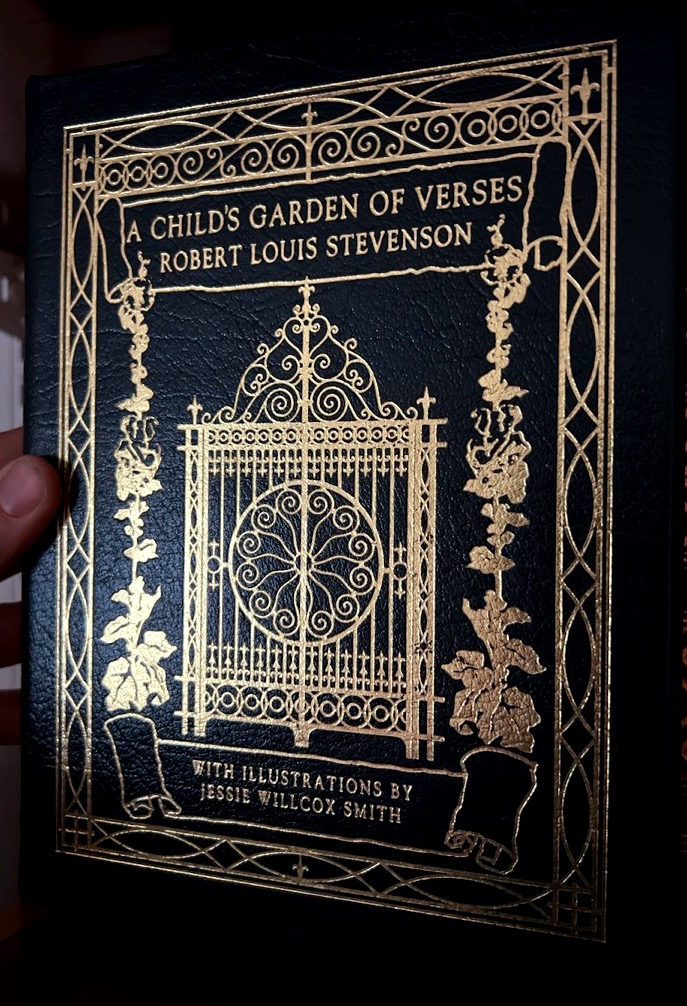 A CHILD'S GARDEN OF VERSES
ROBERT LOUIS STEVENSON
WITH ILLUSTRATIONS BY
JESSIE WILLCOX SMITH